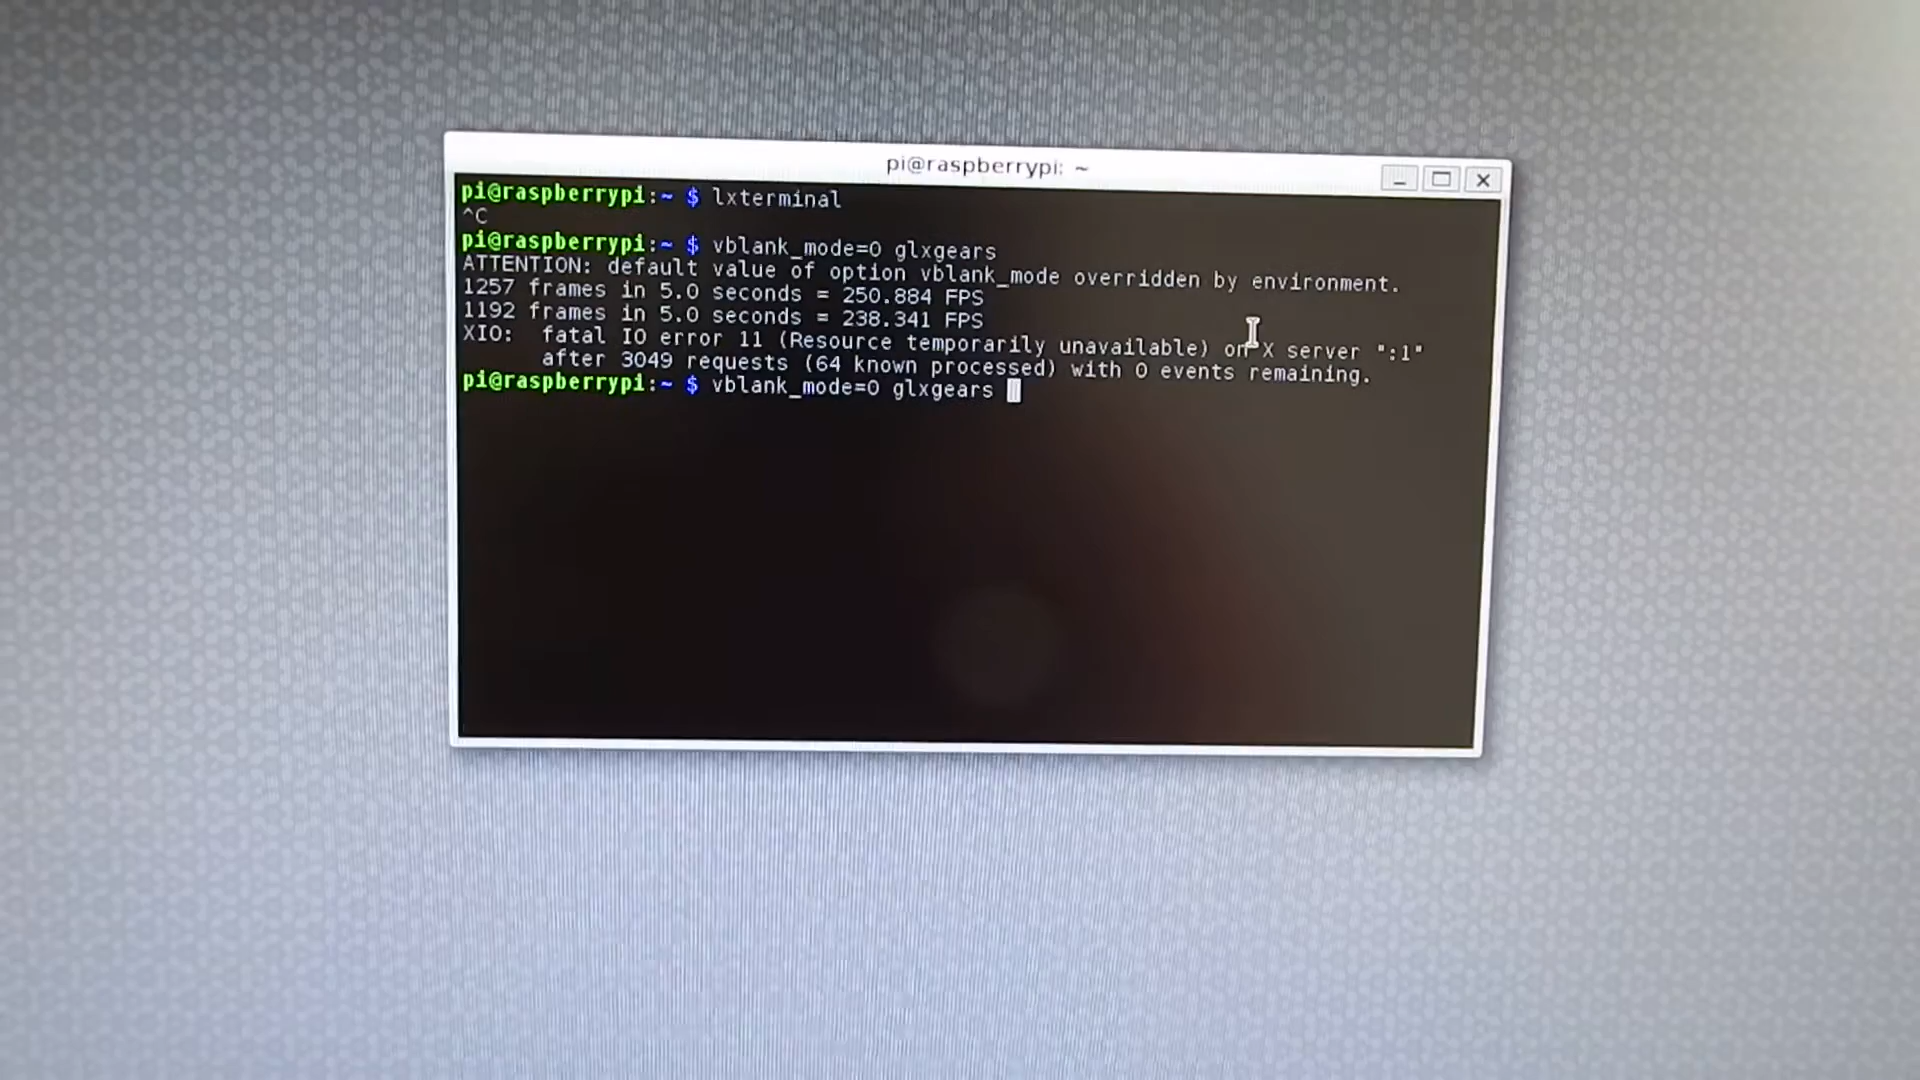 pi@raspberrypi: ~
pi@raspberrypi:~ $ lxterminal
^C
pi@raspberrypi:~ $ vblank_mode=0 glxgears
ATTENTION: default value of option vblank_mode overridden by environment.
1257 frames in 5.0 seconds = 250.884 FPS
1192 frames in 5.0 seconds = 238.341 FPS
XIO:  fatal IO error 11 (Resource temporarily unavailable) on X server ":1"
      after 3049 requests (64 known processed) with 0 events remaining.
pi@raspberrypi:~ $ vblank_mode=0 glxgears